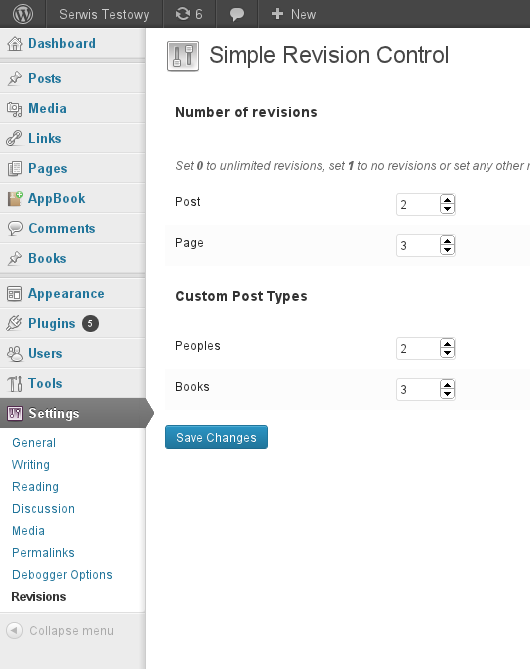 Serwis Testowy 6 + New
Dashboard
Posts
Media
Links
Pages
AppBook
Comments
Books
Appearance
Plugins 5
Users
Tools
Settings
General
Writing
Reading
Discussion
Media
Permalinks
Debogger Options
Revisions
Collapse menu
Simple Revision Control
Number of revisions
Set 0 to unlimited revisions, set 1 to no revisions or set any other
Post 2
Page 3
Custom Post Types
Peoples 2
Books 3
Save Changes